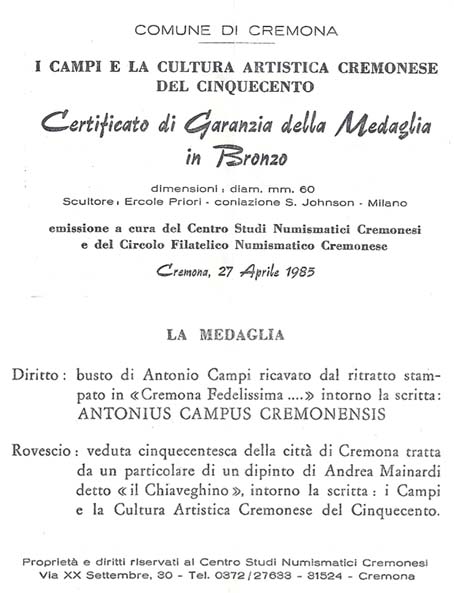 COMUNE DI CREMONA
I CAMPI E LA CULTURA ARTISTICA CREMONESE
DEL CINQUECENTO
Certificato di Garanzia della Medaglia
in Bronzo
dimensioni : diam. mm. 60
Scultore : Ercole Priori - coniazione S. Johnson - Milano
emissione a cura del Centro Studi Numismatici Cremonesi
e del Circolo Filatelico Numismatico Cremonese
Cremona, 27 Aprile 1985
LA MEDAGLIA
Diritto : busto di Antonio Campi ricavato dal ritratto stam-
pato in «Cremona Fedelissima ....» intorno la scritta:
ANTONIUS CAMPUS CREMONENSIS
Rovescio : veduta cinquecentesca della città di Cremona tratta
da un particolare di un dipinto di Andrea Mainardi
detto «il Chiaveghino», intorno la scritta : i Campi
e la Cultura Artistica Cremonese del Cinquecento.
Proprietà e diritti riservati al Centro Studi Numismatici Cremonesi
Via XX Settembre, 30 - Tel. 0372/27633 - 31524 - Cremona